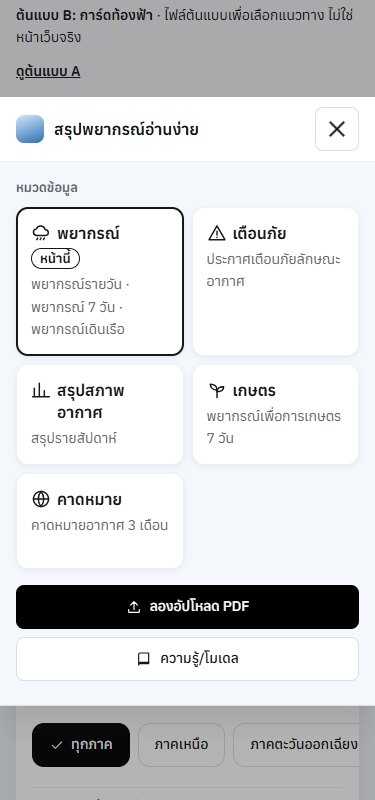 ต้นแบบ B: การ์ดท้องฟ้า · ไฟล์ต้นแบบเพื่อเลือกแนวทาง ไม่ใช่
หน้าเว็บจริง
ดูต้นแบบ A
สรุปพยากรณ์อ่านง่าย
หมวดข้อมูล
พยากรณ์
หน้านี้
พยากรณ์รายวัน ·
พยากรณ์ 7 วัน ·
พยากรณ์เดินเรือ
เตือนภัย
ประกาศเตือนภัยลักษณะ
อากาศ
สรุปสภาพ
อากาศ
สรุปรายสัปดาห์
เกษตร
พยากรณ์เพื่อการเกษตร
7 วัน
คาดหมาย
คาดหมายอากาศ 3 เดือน
ลองอัปโหลด PDF
ความรู้/โมเดล
ทุกภาค
ภาคเหนือ
ภาคตะวันออกเฉียง